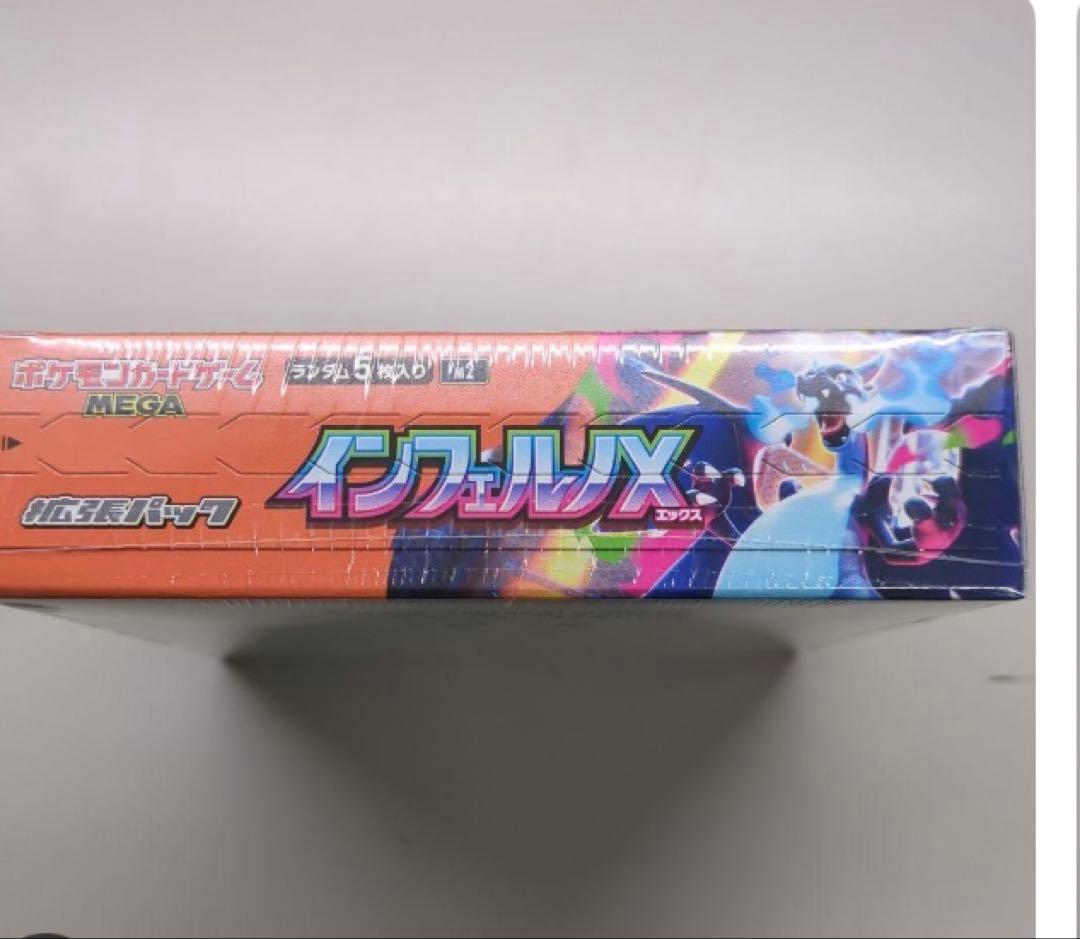 ポケモンカードゲーム
MEGA
ランダム5枚入り
M2
拡張パック
インフェルノX
エックス